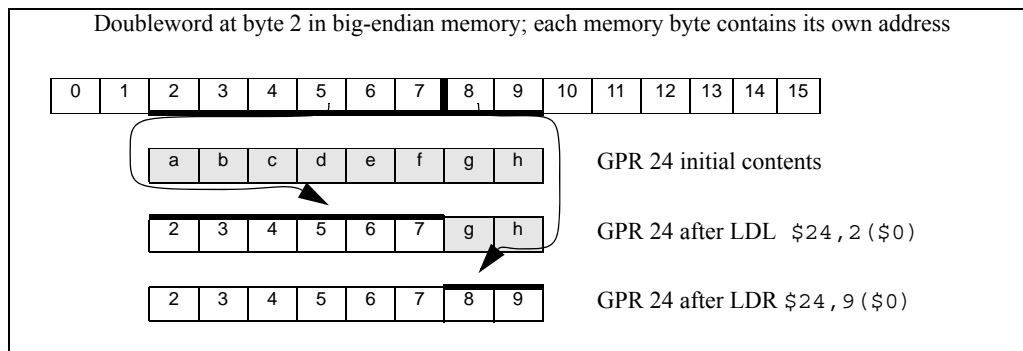 Doubleword at byte 2 in big-endian memory; each memory byte contains its own address
0 1 2 3 4 5 6 7 8 9 10 11 12 13 14 15
a b c d e f g h GPR 24 initial contents
2 3 4 5 6 7 g h GPR 24 after LDL $24,2($0)
2 3 4 5 6 7 8 9 GPR 24 after LDR $24,9($0)